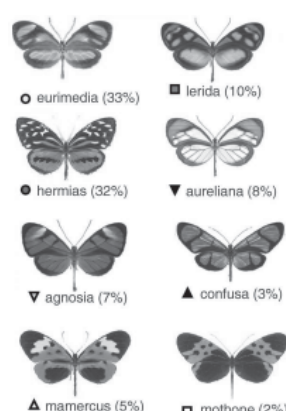 eurimedia (33%)
lerida (10%)
hermias (32%)
aureliana (8%)
agnosia (7%)
confusa (3%)
mamercus (5%)
mothone (2%)